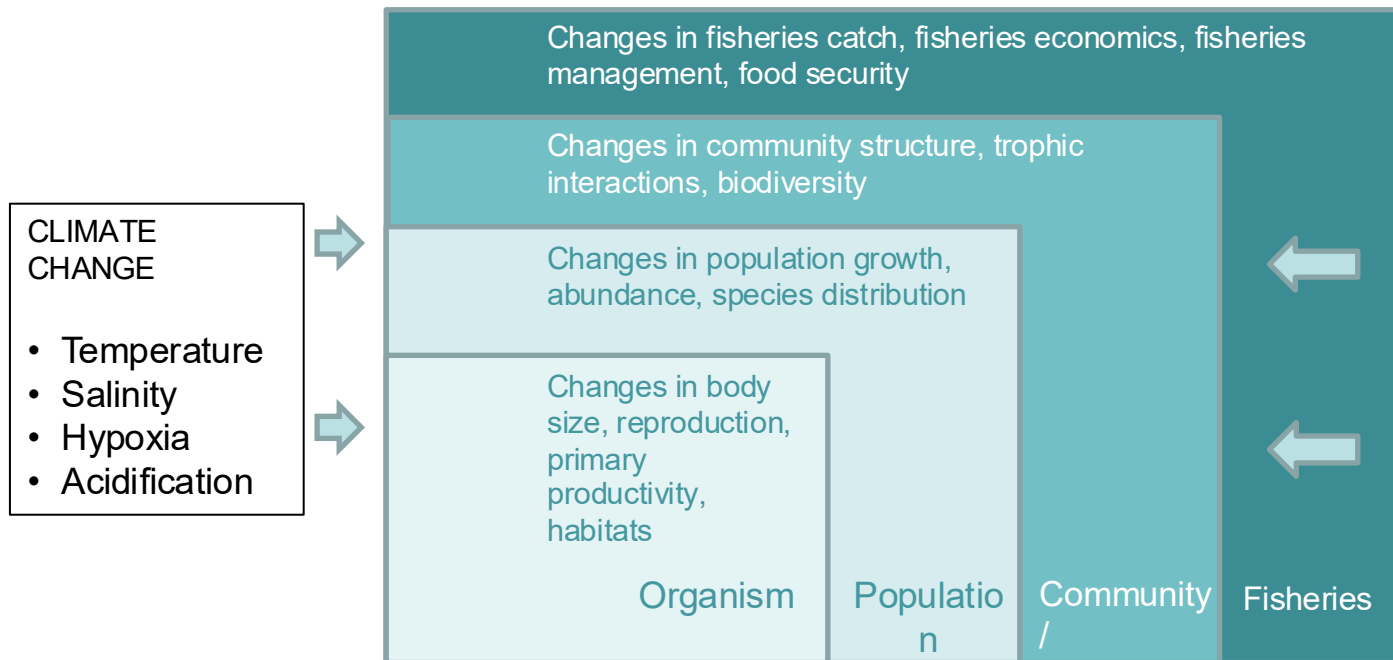 Changes in fisheries catch, fisheries economics, fisheries
management, food security
Changes in community structure, trophic
interactions, biodiversity
CLIMATE
CHANGE
• Temperature
• Salinity
• Hypoxia
• Acidification
Changes in population growth,
abundance, species distribution
Changes in body
size, reproduction,
primary
productivity,
habitats
Organism
Populatio
n
Community
/
Fisheries